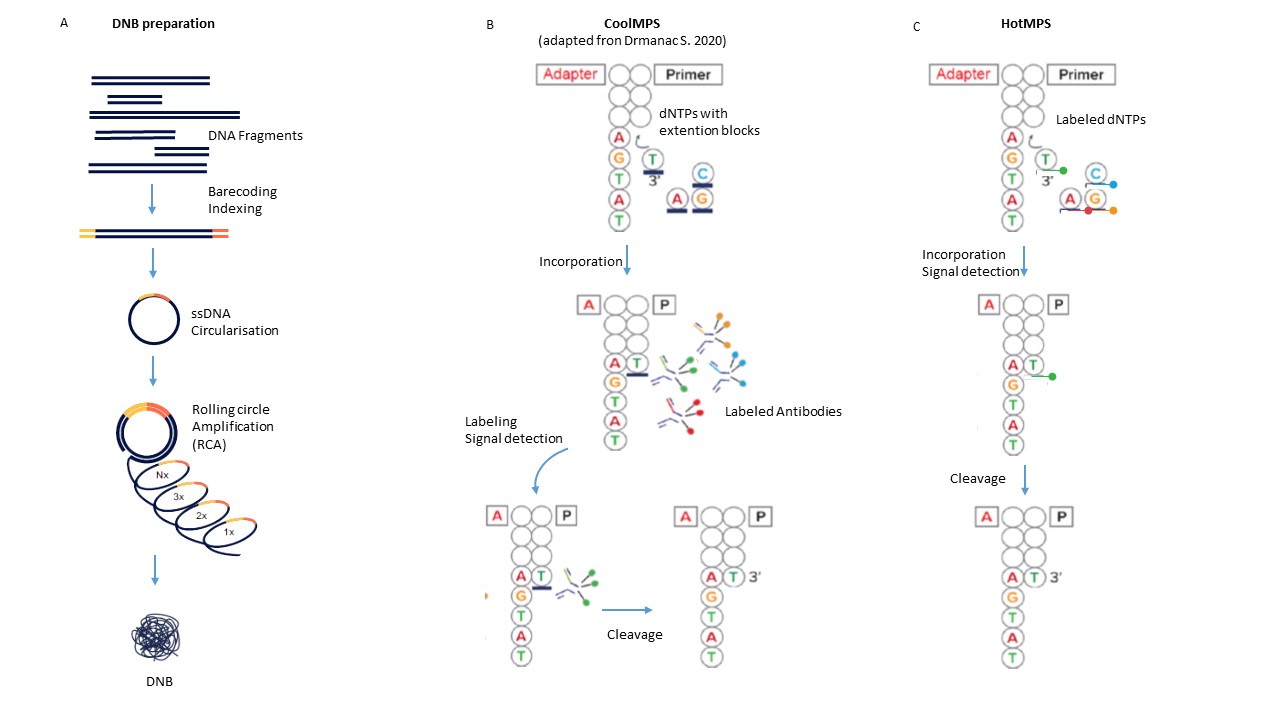 A
DNB preparation
DNA Fragments
Barecoding
Indexing
ssDNA
Circularisation
Rolling circle
Amplification
(RCA)
Nx
3x
2x
1x
DNB
B
CoolMPS
(adapted fron Drmanac S. 2020)
Adapter
Primer
dNTPs with
extention blocks
A
G
T
A
T
T
3'
C
A
G
Incorporation
A
P
A
T
G
T
A
T
Labeled Antibodies
Labeling
Signal detection
A
P
A
T
G
T
A
T
Cleavage
A
P
A
T
3'
G
T
A
T
C
HotMPS
Adapter
Primer
Labeled dNTPs
A
G
T
A
T
T
3'
C
A
G
Incorporation
Signal detection
A
P
A
T
G
T
A
T
Cleavage
A
P
A
T
3'
G
T
A
T